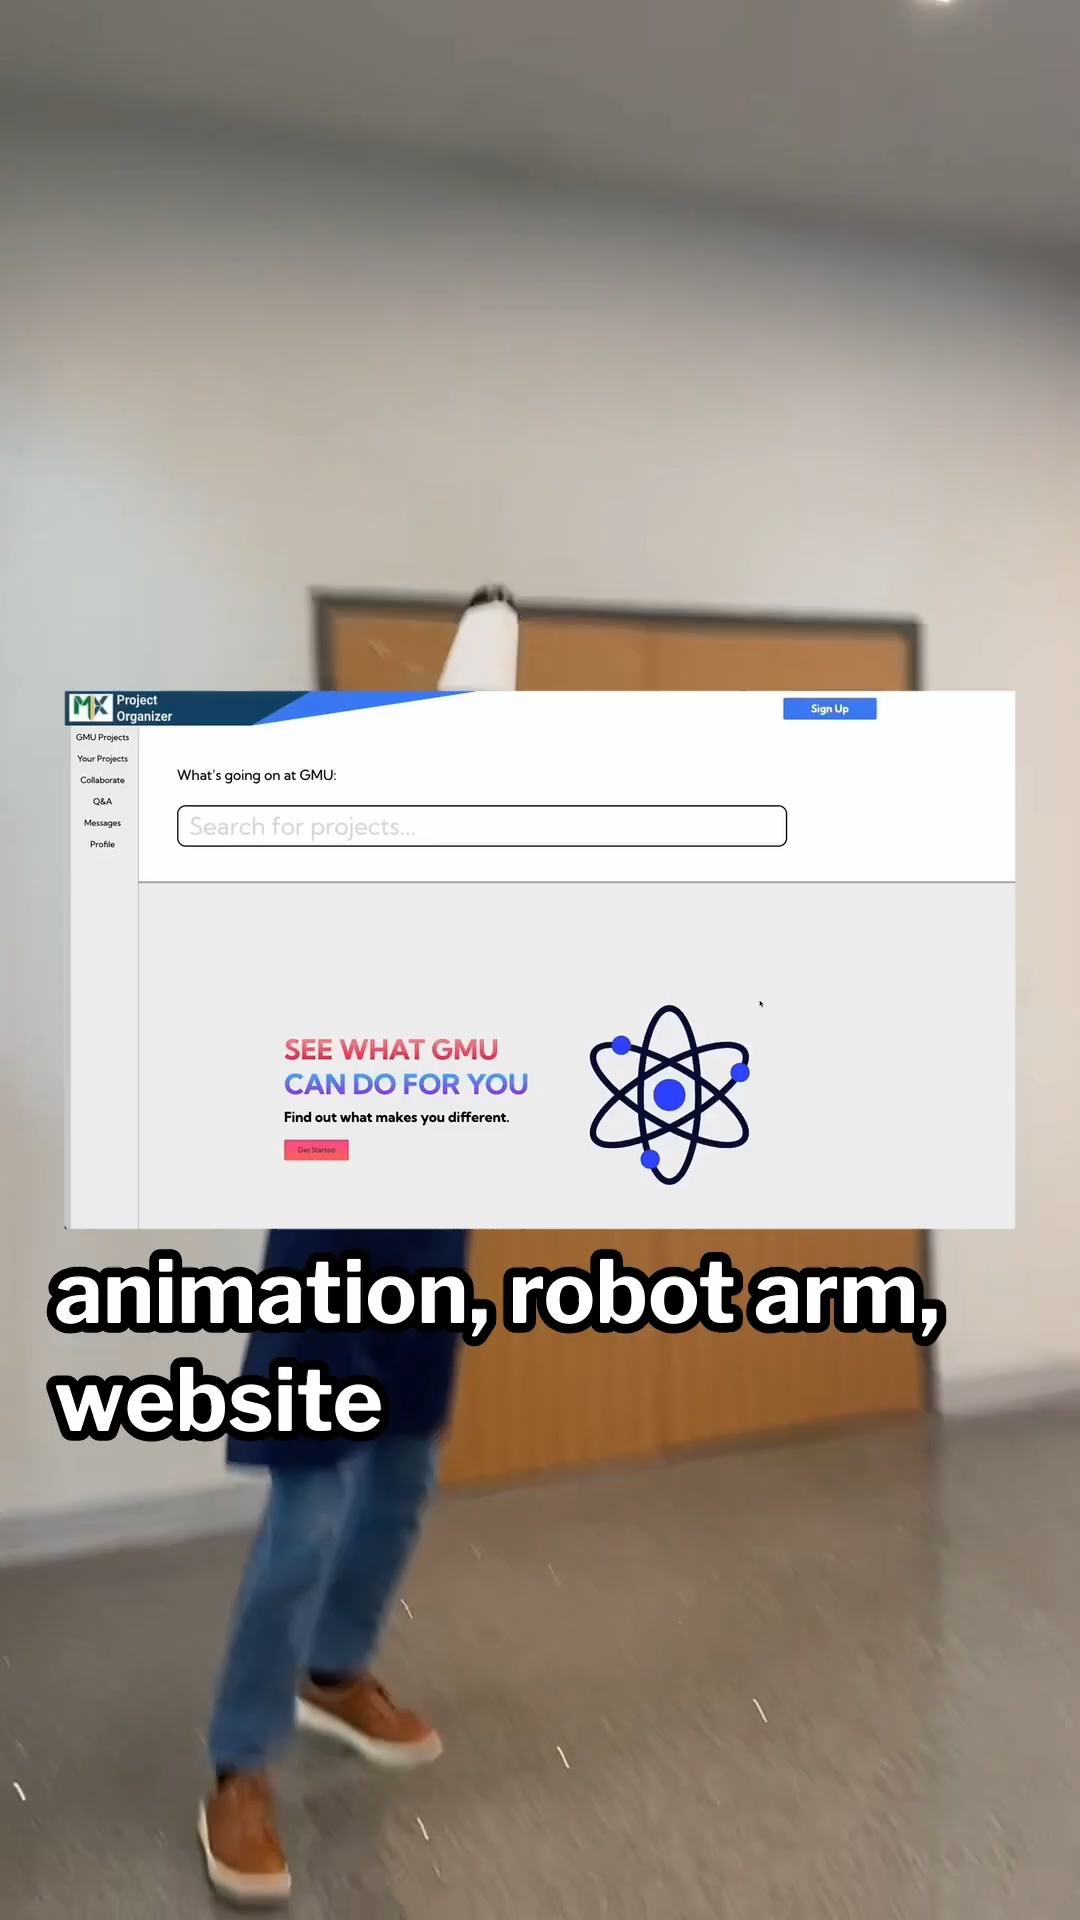 MX Project
Organizer
Sign Up
GMU Projects
Your Projects
Collaborate
Q&A
Messages
Profile
What's going on at GMU:
Search for projects...
SEE WHAT GMU
CAN DO FOR YOU
Find out what makes you different.
Get Started
animation, robot arm,
website